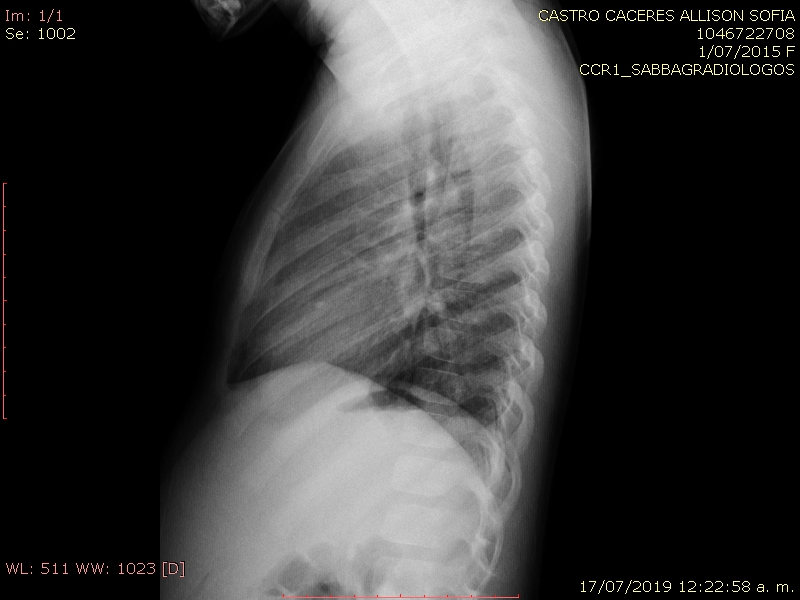 Im: 1/1
Se: 1002
CASTRO CACERES ALLISON SOFIA
1046722708
1/07/2015 F
CCR1_SABBAGRADIOLOGOS
WL: 511 WW: 1023 [D]
17/07/2019 12:22:58 a. m.